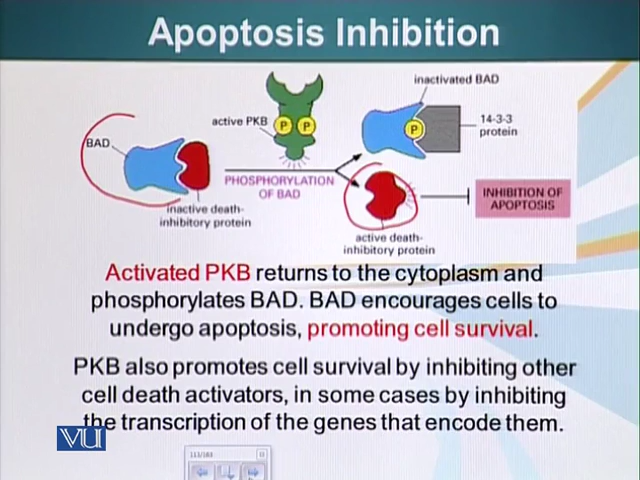 Apoptosis Inhibition
inactivated BAD
active PKB
P P
P
14-3-3
protein
BAD
PHOSPHORYLATION
OF BAD
INHIBITION OF
APOPTOSIS
inactive death-
inhibitory protein
active death-
inhibitory protein
Activated PKB returns to the cytoplasm and
phosphorylates BAD. BAD encourages cells to
undergo apoptosis, promoting cell survival.
PKB also promotes cell survival by inhibiting other
cell death activators, in some cases by inhibiting
the transcription of the genes that encode them.
VU
113/163